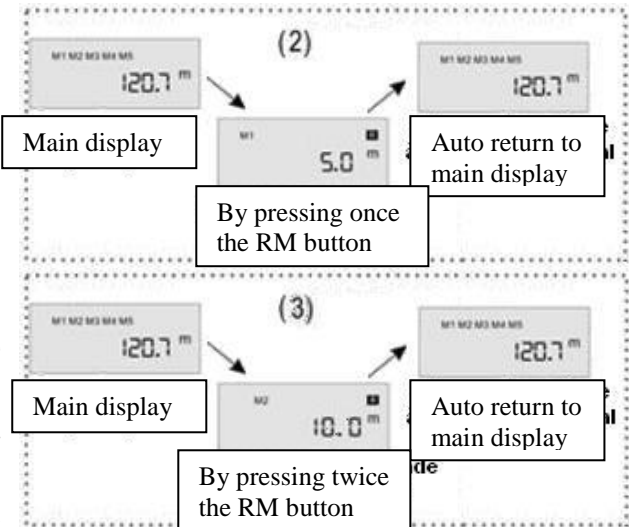 (2)
M1 M2 M3 M4 M5
120.7 m
M1 M2 M3 M4 M5
120.7 m
Main display
M1
5.0 m
Auto return to
main display
By pressing once
the RM button
(3)
M1 M2 M3 M4 M5
120.7 m
M1 M2 M3 M4 M5
120.7 m
Main display
M2
10.0 m
Auto return to
main display
By pressing twice
the RM button